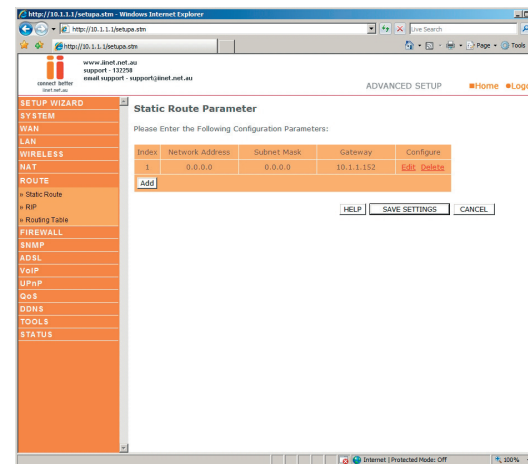 http://10.1.1.1/setupa.stm - Windows Internet Explorer
http://10.1.1.1/setupa.stm
Live Search
http://10.1.1.1/setupa.stm
Page
Tools
www.iinet.net.au
support - 132258
email support - support@iinet.net.au
connect better
iinet.net.au
ADVANCED SETUP
Home
SETUP WIZARD
SYSTEM
WAN
LAN
WIRELESS
NAT
ROUTE
» Static Route
» RIP
» Routing Table
FIREWALL
SNMP
ADSL
VoIP
UPnP
QoS
DDNS
TOOLS
STATUS
Static Route Parameter
Please Enter the Following Configuration Parameters:
Index Network Address Subnet Mask Gateway Configure
1 0.0.0.0 0.0.0.0 10.1.1.152 Edit Delete
Add
HELP SAVE SETTINGS CANCEL
Internet | Protected Mode: Off
100%